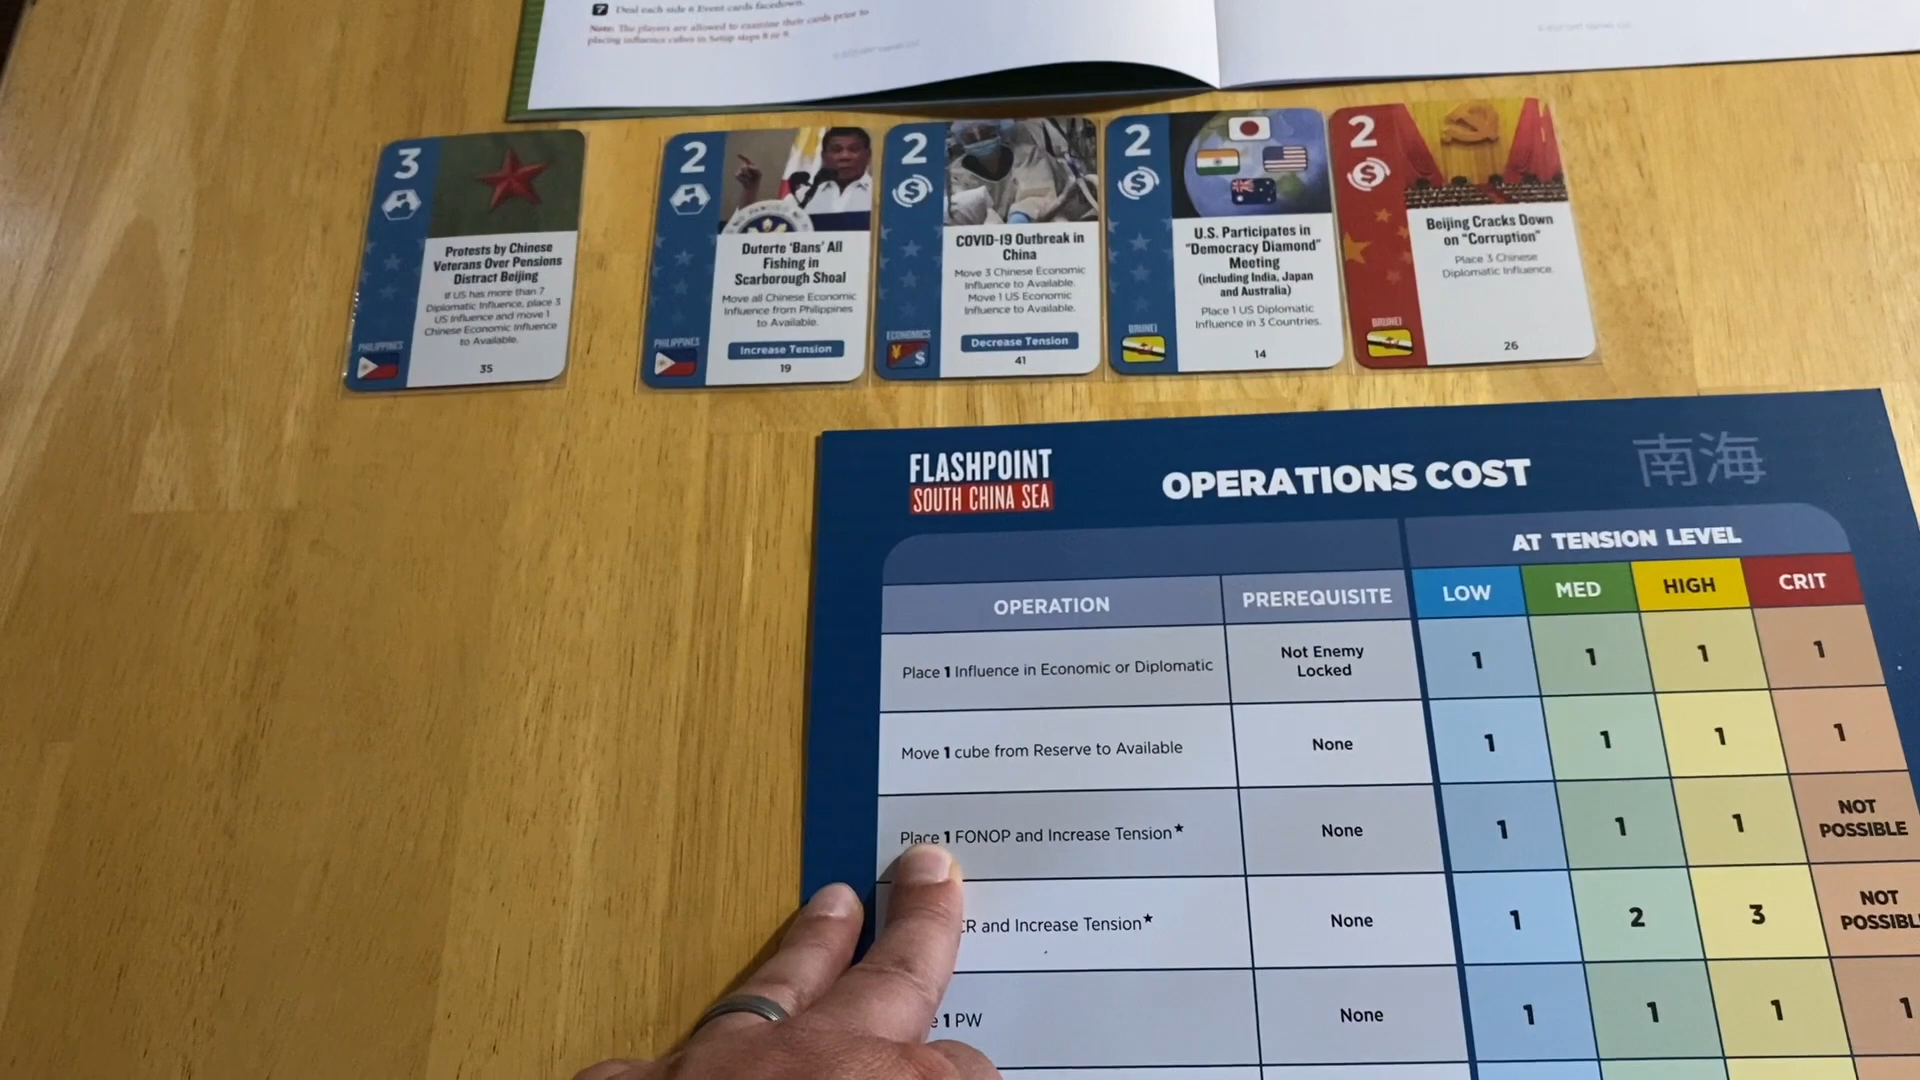 7 Deal each side 6 Event cards facedown.
Note: The players are allowed to examine their cards prior to
placing influence cubes in Setup steps 8 or 9.
3
Protests by Chinese
Veterans Over Pensions
Distract Beijing
If US has more than 7
Diplomatic Influence, place 3
US Influence and move 1
Chinese Economic Influence
to Available.
PHILIPPINES
35
2
Duterte 'Bans' All
Fishing in
Scarborough Shoal
Move all Chinese Economic
Influence from Philippines
to Available.
Increase Tension
PHILIPPINES
19
2
$
COVID-19 Outbreak in
China
Move 3 Chinese Economic
Influence to Available.
Move 1 US Economic
Influence to Available.
Decrease Tension
ECONOMICS
¥ $
41
2
$
U.S. Participates in
"Democracy Diamond"
Meeting
(including India, Japan
and Australia)
Place 1 US Diplomatic
Influence in 3 Countries.
BRUNEI
14
2
$
Beijing Cracks Down
on "Corruption"
Place 3 Chinese
Diplomatic Influence.
BRUNEI
26
FLASHPOINT
SOUTH CHINA SEA
OPERATIONS COST
南海
AT TENSION LEVEL
OPERATION PREREQUISITE LOW MED HIGH CRIT
Place 1 Influence in Economic or Diplomatic Not Enemy Locked 1 1 1 1
Move 1 cube from Reserve to Available None 1 1 1 1
Place 1 FONOP and Increase Tension★ None 1 1 1 NOT POSSIBLE
CR and Increase Tension★ None 1 2 3 NOT POSSIBL
e 1 PW None 1 1 1 1